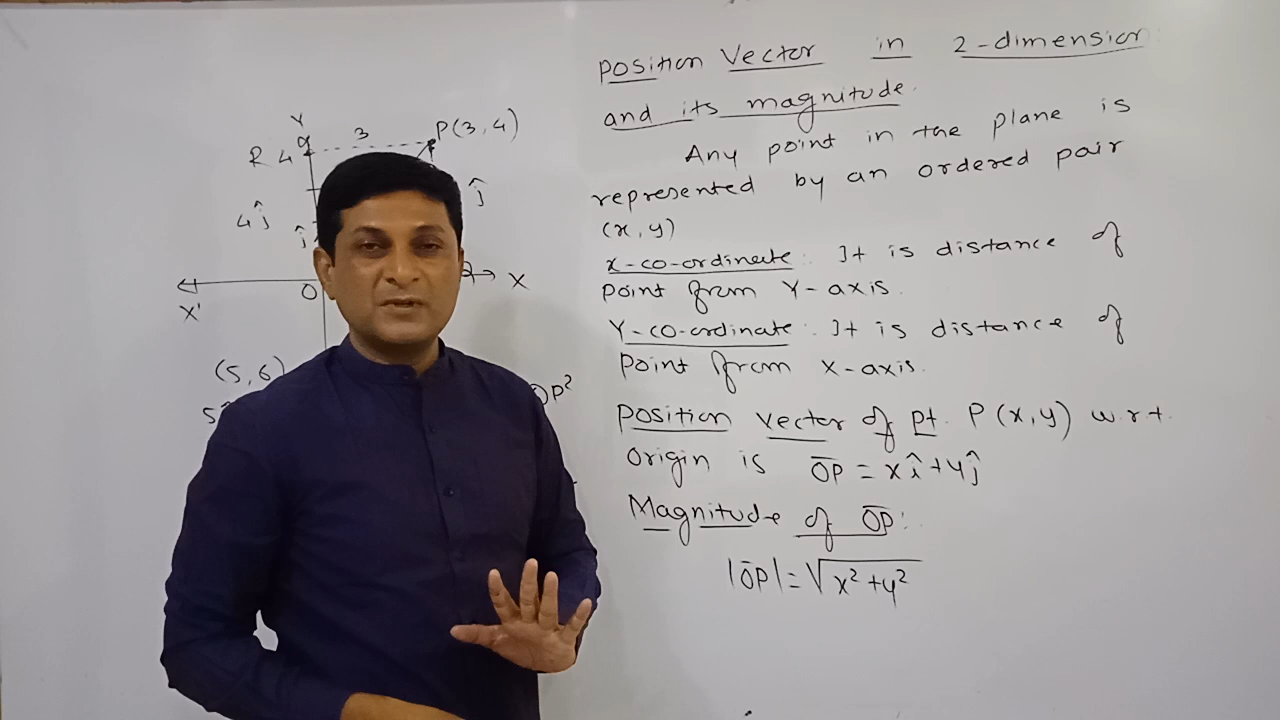 Position Vector in 2-dimension
and its magnitude.
Any point in the plane is
represented by an ordered pair
(x, y)
x-co-ordinate: It is distance of
point from Y-axis.
Y-co-ordinate: It is distance of
point from X-axis.
Position vector of pt. P(x,y) w.r.t.
origin is O̅P̅ = xî+yĵ
Magnitude of O̅P̅:
|O̅P̅| = √x²+y²
Y
3
P(3,4)
R 4
ĵ
4ĵ
ĵ
X'
O
X
(5,6)
5
OP²